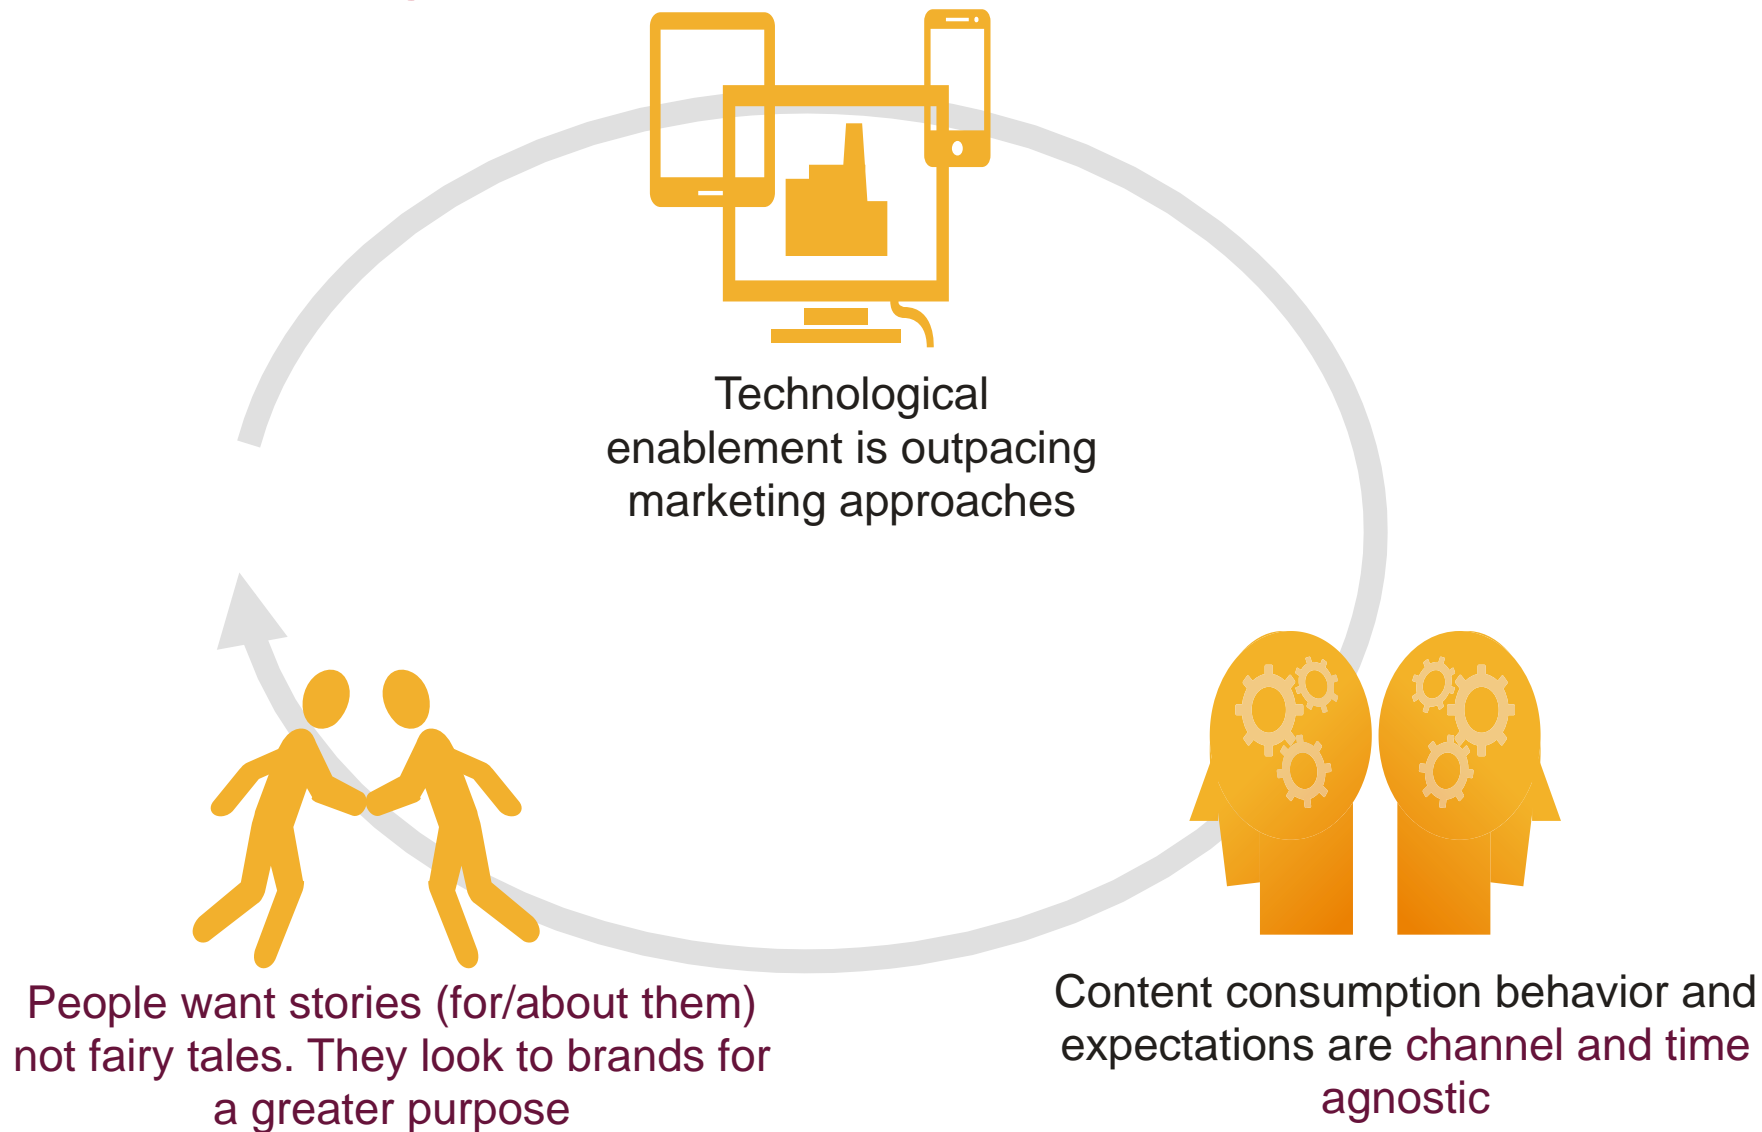 Technological
enablement is outpacing
marketing approaches
People want stories (for/about them)
not fairy tales. They look to brands for
a greater purpose
Content consumption behavior and
expectations are channel and time
agnostic